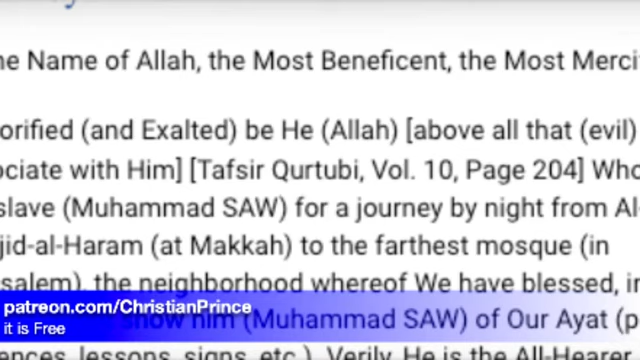 ne Name of Allah, the Most Beneficent, the Most Merci
orified (and Exalted) be He (Allah) [above all that (evil)
ociate with Him] [Tafsir Qurtubi, Vol. 10, Page 204] Who
slave (Muhammad SAW) for a journey by night from Al-
jid-al-Haram (at Makkah) to the farthest mosque (in
salem), the neighborhood whereof We have blessed, in
patreon.com/ChristianPrince
show him (Muhammad SAW) of Our Ayat (p
it is Free
ences, lessons, signs, etc.). Verily, He is the All-Hearer